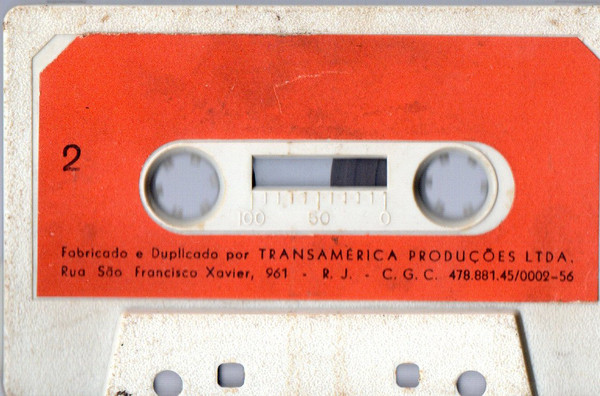 2
100 50 0
Fabricado e Duplicado por TRANSAMÉRICA PRODUÇÕES LTDA.
Rua São Francisco Xavier, 961 - R. J. - C. G. C. 478.881.45/0002-56